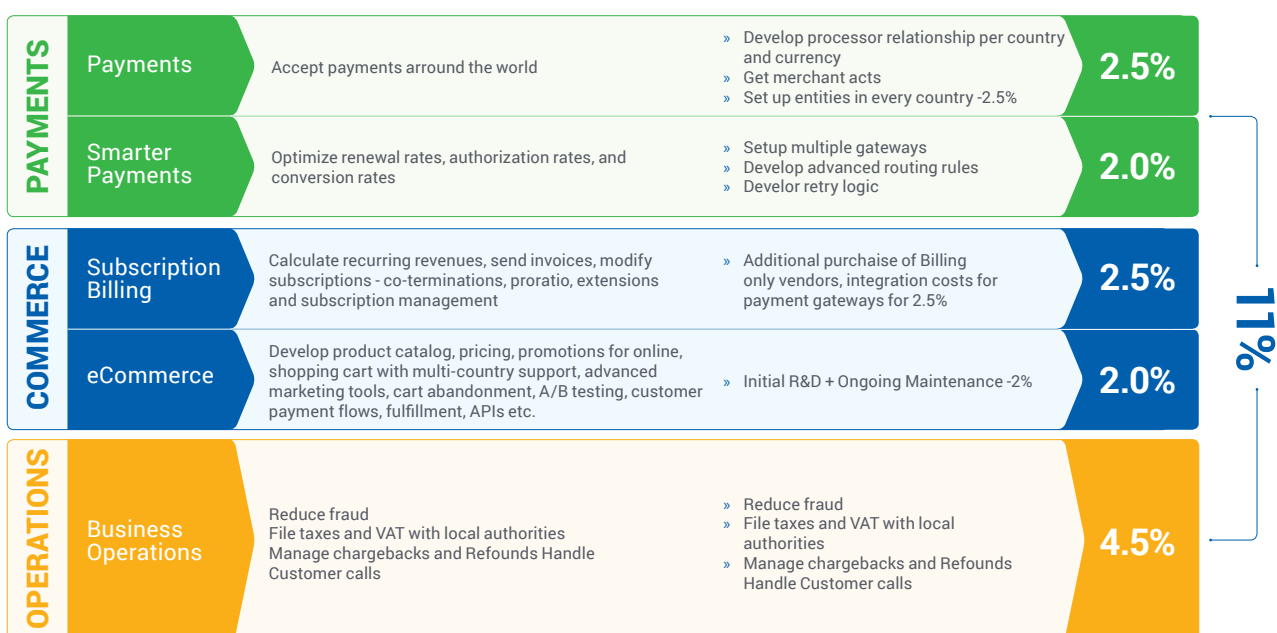 PAYMENTS
Payments
Accept payments arround the world
» Develop processor relationship per country
and currency
» Get merchant acts
» Set up entities in every country -2.5%
2.5%
Smarter
Payments
Optimize renewal rates, authorization rates, and
conversion rates
» Setup multiple gateways
» Develop advanced routing rules
» Develor retry logic
2.0%
COMMERCE
Subscription
Billing
Calculate recurring revenues, send invoices, modify
subscriptions - co-terminations, proratio, extensions
and subscription management
» Additional purchaise of Billing
only vendors, integration costs for
payment gateways for 2.5%
2.5%
eCommerce
Develop product catalog, pricing, promotions for online,
shopping cart with multi-country support, advanced
marketing tools, cart abandonment, A/B testing, customer
payment flows, fulfillment, APIs etc.
» Initial R&D + Ongoing Maintenance -2%
2.0%
OPERATIONS
Business
Operations
Reduce fraud
File taxes and VAT with local authorities
Manage chargebacks and Refunds Handle
Customer calls
» Reduce fraud
» File taxes and VAT with local
authorities
» Manage chargebacks and Refunds
Handle Customer calls
4.5%
11%